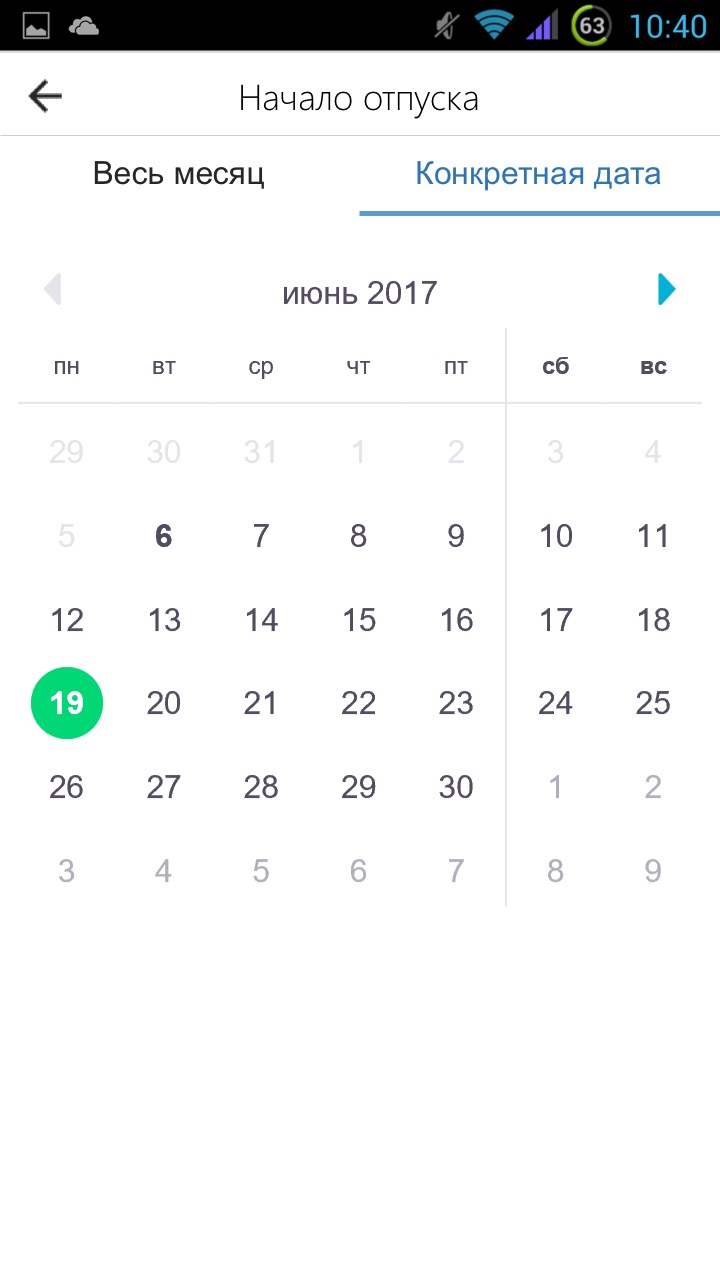 63 10:40
Начало отпуска
Весь месяц Конкретная дата
июнь 2017
пн вт ср чт пт сб вс
29 30 31 1 2 3 4
5 6 7 8 9 10 11
12 13 14 15 16 17 18
19 20 21 22 23 24 25
26 27 28 29 30 1 2
3 4 5 6 7 8 9